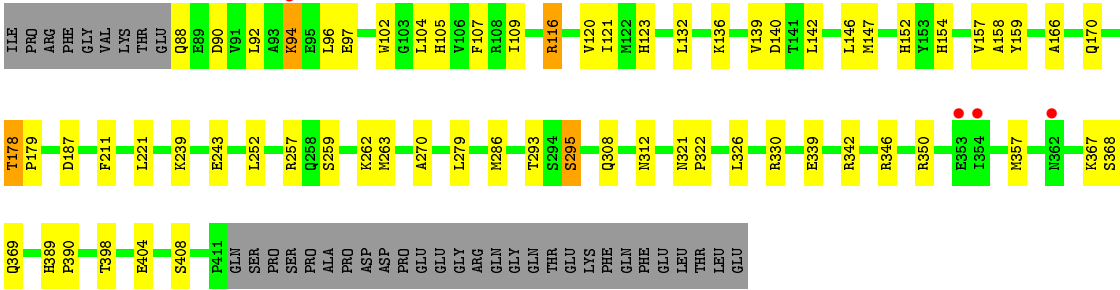 ILE PRO ARG PHE GLY VAL LYS THR GLU Q88 E89 D90 V91 L92 A93 K94 E95 L96 E97 W102 G103 L104 H105 V106 F107 R108 I109 R116 V120 I121 M122 H123 L132 K136 V139 D140 T141 L142 L146 M147 H152 Y153 H154 V157 A158 Y159 A166 Q170
T178 P179 D187 F211 L221 K239 E243 L252 R257 Q258 S259 K262 M263 A270 L279 M286 T293 S294 S295 Q308 N312 N321 P322 L326 R330 E339 R342 R346 R350 E353 I354 M357 N362 K367 S368
Q369 H389 P390 T398 E404 S408 P411 GLN SER PRO SER PRO ALA PRO ASP ASP PRO GLU GLU GLY ARG GLN GLY GLN THR GLU LYS PHE GLN PHE GLU LEU THR LEU GLU